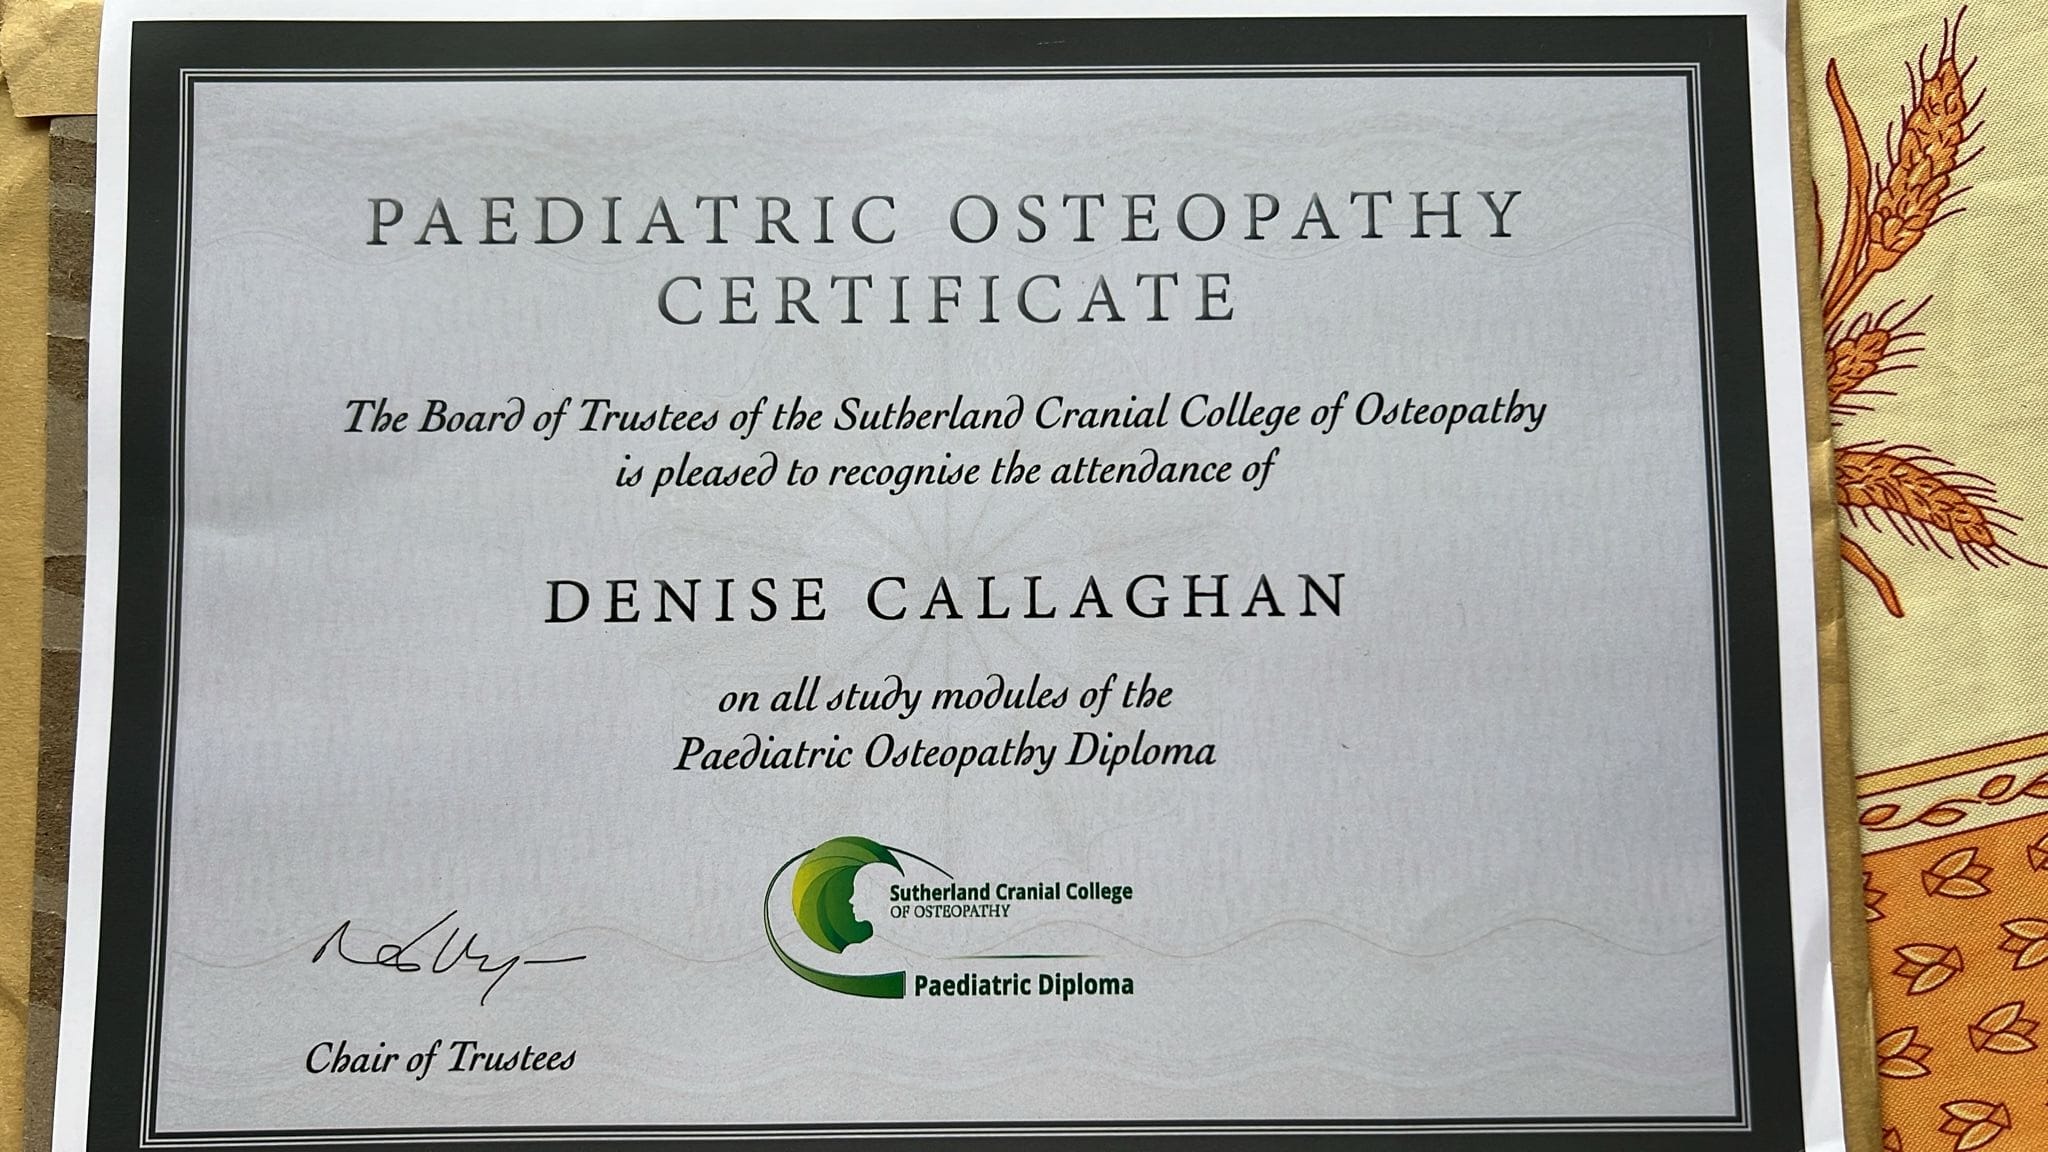 PAEDIATRIC OSTEOPATHY
CERTIFICATE
The Board of Trustees of the Sutherland Cranial College of Osteopathy
is pleased to recognise the attendance of
DENISE CALLAGHAN
on all study modules of the
Paediatric Osteopathy Diploma
Sutherland Cranial College
OF OSTEOPATHY
Paediatric Diploma
Chair of Trustees